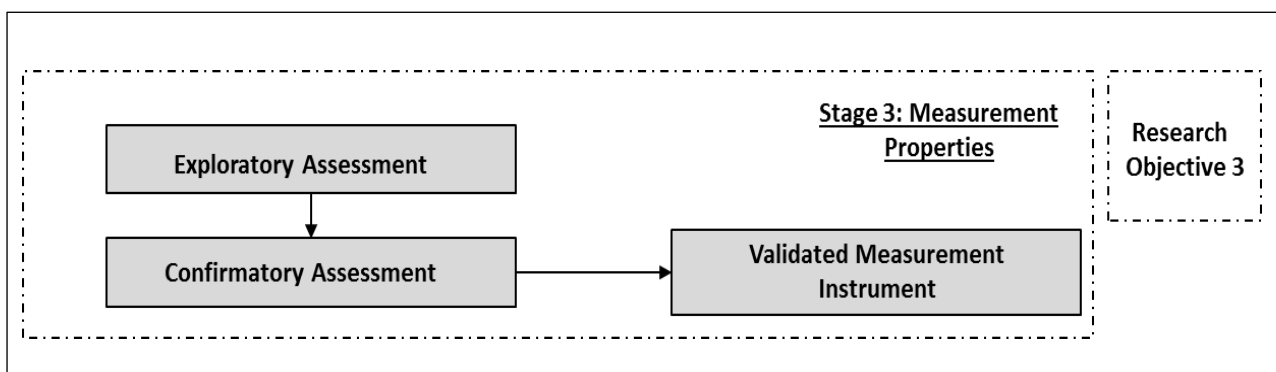 Stage 3: Measurement
Properties
Research
Objective 3
Exploratory Assessment
Confirmatory Assessment
Validated Measurement
Instrument